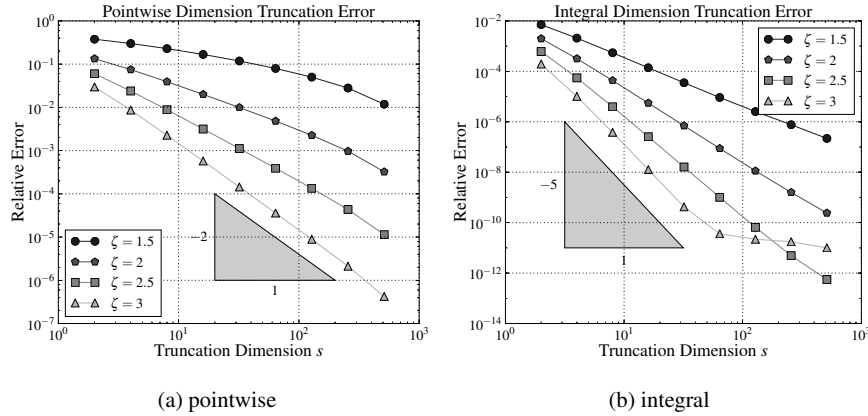 Pointwise Dimension Truncation Error
Relative Error
10^0
10^-1
10^-2
10^-3
10^-4
10^-5
10^-6
10^-7
10^0 10^1 10^2 10^3
Truncation Dimension s
ζ = 1.5
ζ = 2
ζ = 2.5
ζ = 3
−2
1
(a) pointwise
Integral Dimension Truncation Error
Relative Error
10^-2
10^-4
10^-6
10^-8
10^-10
10^-12
10^-14
10^0 10^1 10^2 10^3
Truncation Dimension s
ζ = 1.5
ζ = 2
ζ = 2.5
ζ = 3
−5
1
(b) integral